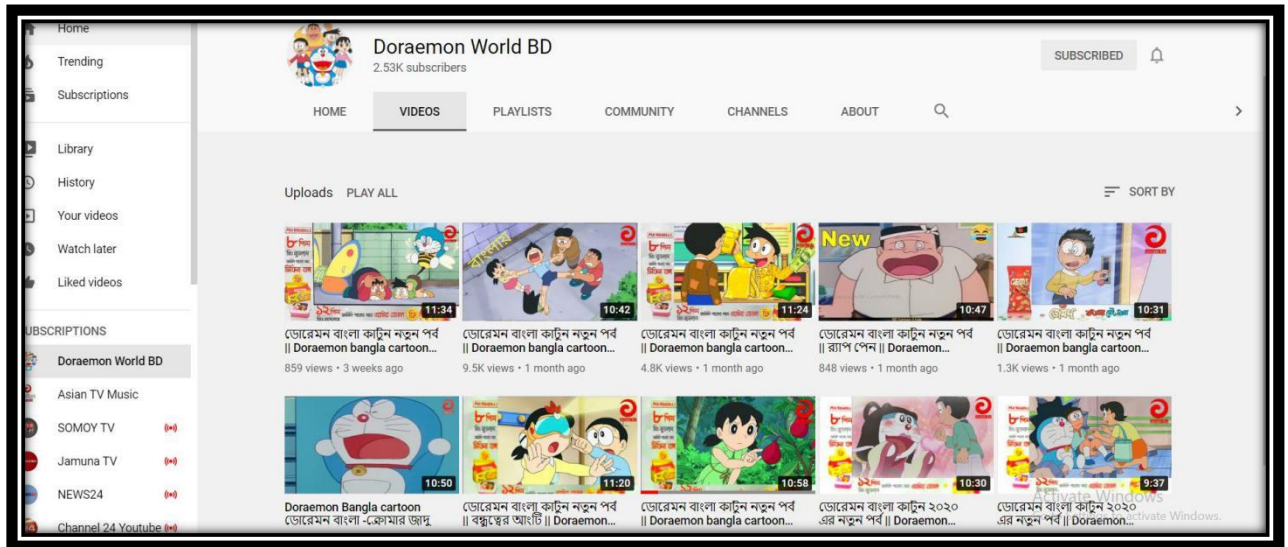 Home
Trending
Subscriptions
Library
History
Your videos
Watch later
Liked videos
UBSCRIPTIONS
Doraemon World BD
Asian TV Music
SOMOY TV
Jamuna TV
NEWS24
Channel 24 Youtube
Doraemon World BD
2.53K subscribers
SUBSCRIBED
HOME VIDEOS PLAYLISTS COMMUNITY CHANNELS ABOUT
Uploads PLAY ALL
SORT BY
11:34
ডোরেমন বাংলা কার্টুন নতুন পর্ব
|| Doraemon bangla cartoon...
859 views • 3 weeks ago
বাংলায়
10:42
ডোরেমন বাংলা কার্টুন নতুন পর্ব
|| Doraemon bangla cartoon...
9.5K views • 1 month ago
11:24
ডোরেমন বাংলা কার্টুন নতুন পর্ব
|| Doraemon bangla cartoon...
4.8K views • 1 month ago
New
10:47
ডোরেমন বাংলা কার্টুন নতুন পর্ব
|| র‍্যাপ পেন || Doraemon...
848 views • 1 month ago
10:31
ডোরেমন বাংলা কার্টুন নতুন পর্ব
|| Doraemon bangla cartoon...
1.3K views • 1 month ago
10:50
Doraemon Bangla cartoon
ডোরেমন বাংলা -ক্রোমার জাদু
11:20
ডোরেমন বাংলা কার্টুন নতুন পর্ব
|| বন্ধুত্বের আংটি || Doraemon...
10:58
ডোরেমন বাংলা কার্টুন নতুন পর্ব
|| Doraemon bangla cartoon...
10:30
ডোরেমন বাংলা কার্টুন ২০২০
এর নতুন পর্ব || Doraemon...
9:37
ডোরেমন বাংলা কার্টুন ২০২০
এর নতুন পর্ব || Doraemon...
Activate Windows
activate Windows.